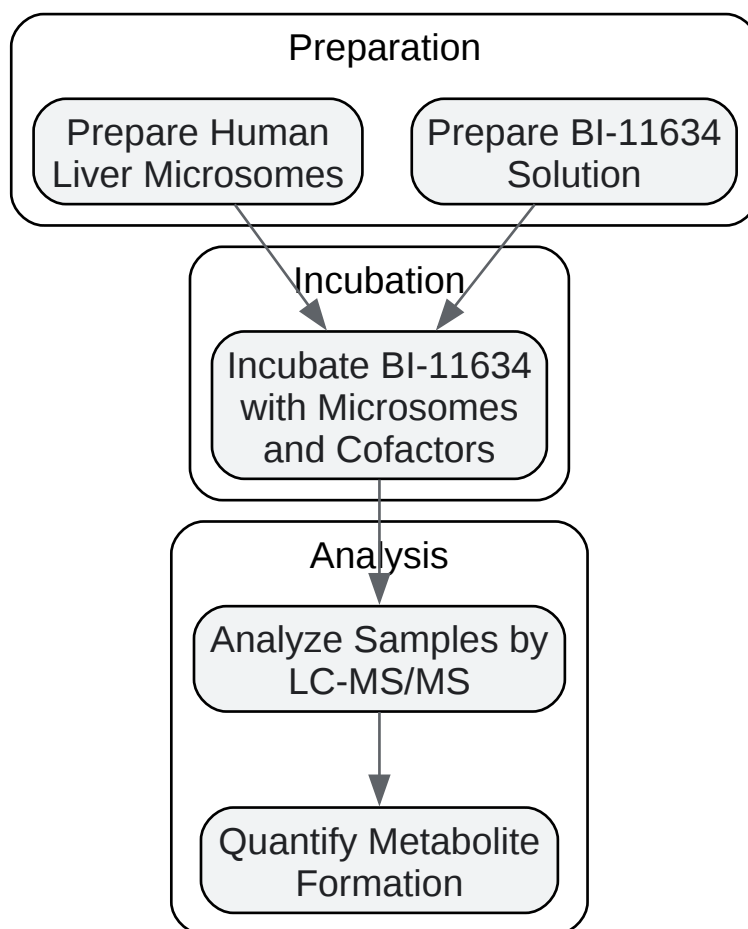 Preparation
Prepare Human
Liver Microsomes
Prepare BI-11634
Solution
Incubation
Incubate BI-11634
with Microsomes
and Cofactors
Analysis
Analyze Samples by
LC-MS/MS
Quantify Metabolite
Formation